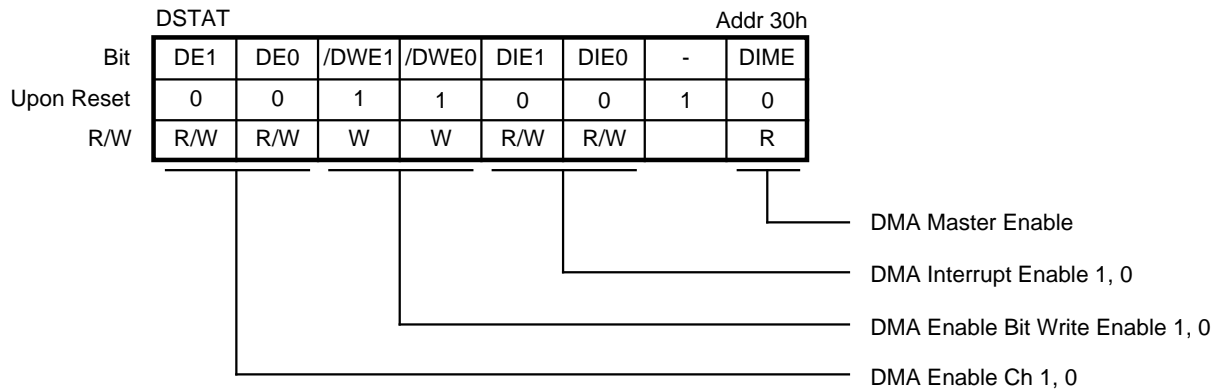 DSTAT Addr 30h
Bit DE1 DE0 /DWE1 /DWE0 DIE1 DIE0 - DIME
Upon Reset 0 0 1 1 0 0 1 0
R/W R/W R/W W W R/W R/W R
DMA Master Enable
DMA Interrupt Enable 1, 0
DMA Enable Bit Write Enable 1, 0
DMA Enable Ch 1, 0